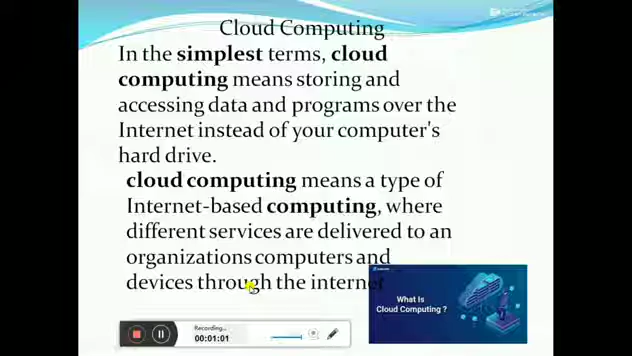 Cloud Computing
In the simplest terms, cloud
computing means storing and
accessing data and programs over the
Internet instead of your computer's
hard drive.
cloud computing means a type of
Internet-based computing, where
different services are delivered to an
organizations computers and
devices through the internet
What Is
Cloud Computing ?
Recording...
00:01:01